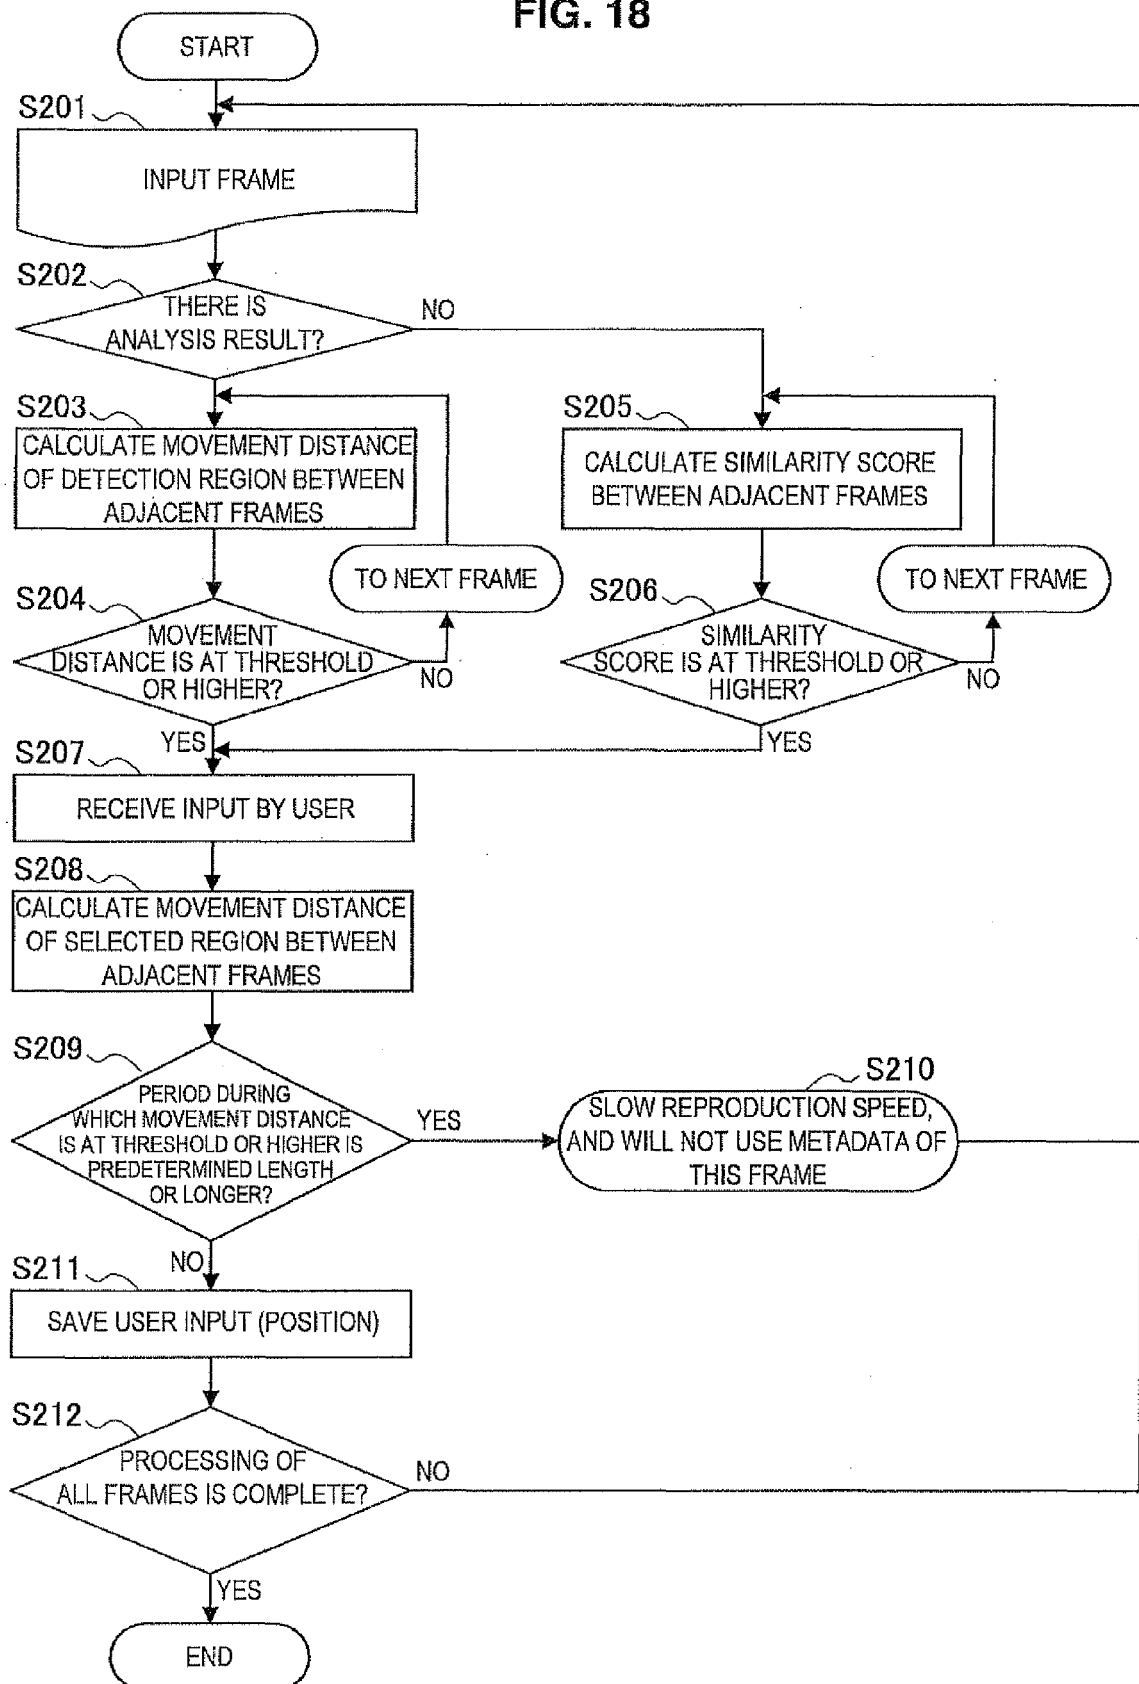 FIG. 18
START
S201
INPUT FRAME
S202
THERE IS
ANALYSIS RESULT?
NO
S203
CALCULATE MOVEMENT DISTANCE
OF DETECTION REGION BETWEEN
ADJACENT FRAMES
S205
CALCULATE SIMILARITY SCORE
BETWEEN ADJACENT FRAMES
TO NEXT FRAME
TO NEXT FRAME
S204
MOVEMENT
DISTANCE IS AT THRESHOLD
OR HIGHER?
NO
S206
SIMILARITY
SCORE IS AT THRESHOLD OR
HIGHER?
NO
YES
YES
S207
RECEIVE INPUT BY USER
S208
CALCULATE MOVEMENT DISTANCE
OF SELECTED REGION BETWEEN
ADJACENT FRAMES
S209
PERIOD DURING
WHICH MOVEMENT DISTANCE
IS AT THRESHOLD OR HIGHER IS
PREDETERMINED LENGTH
OR LONGER?
YES
S210
SLOW REPRODUCTION SPEED,
AND WILL NOT USE METADATA OF
THIS FRAME
NO
S211
SAVE USER INPUT (POSITION)
S212
PROCESSING OF
ALL FRAMES IS COMPLETE?
NO
YES
END